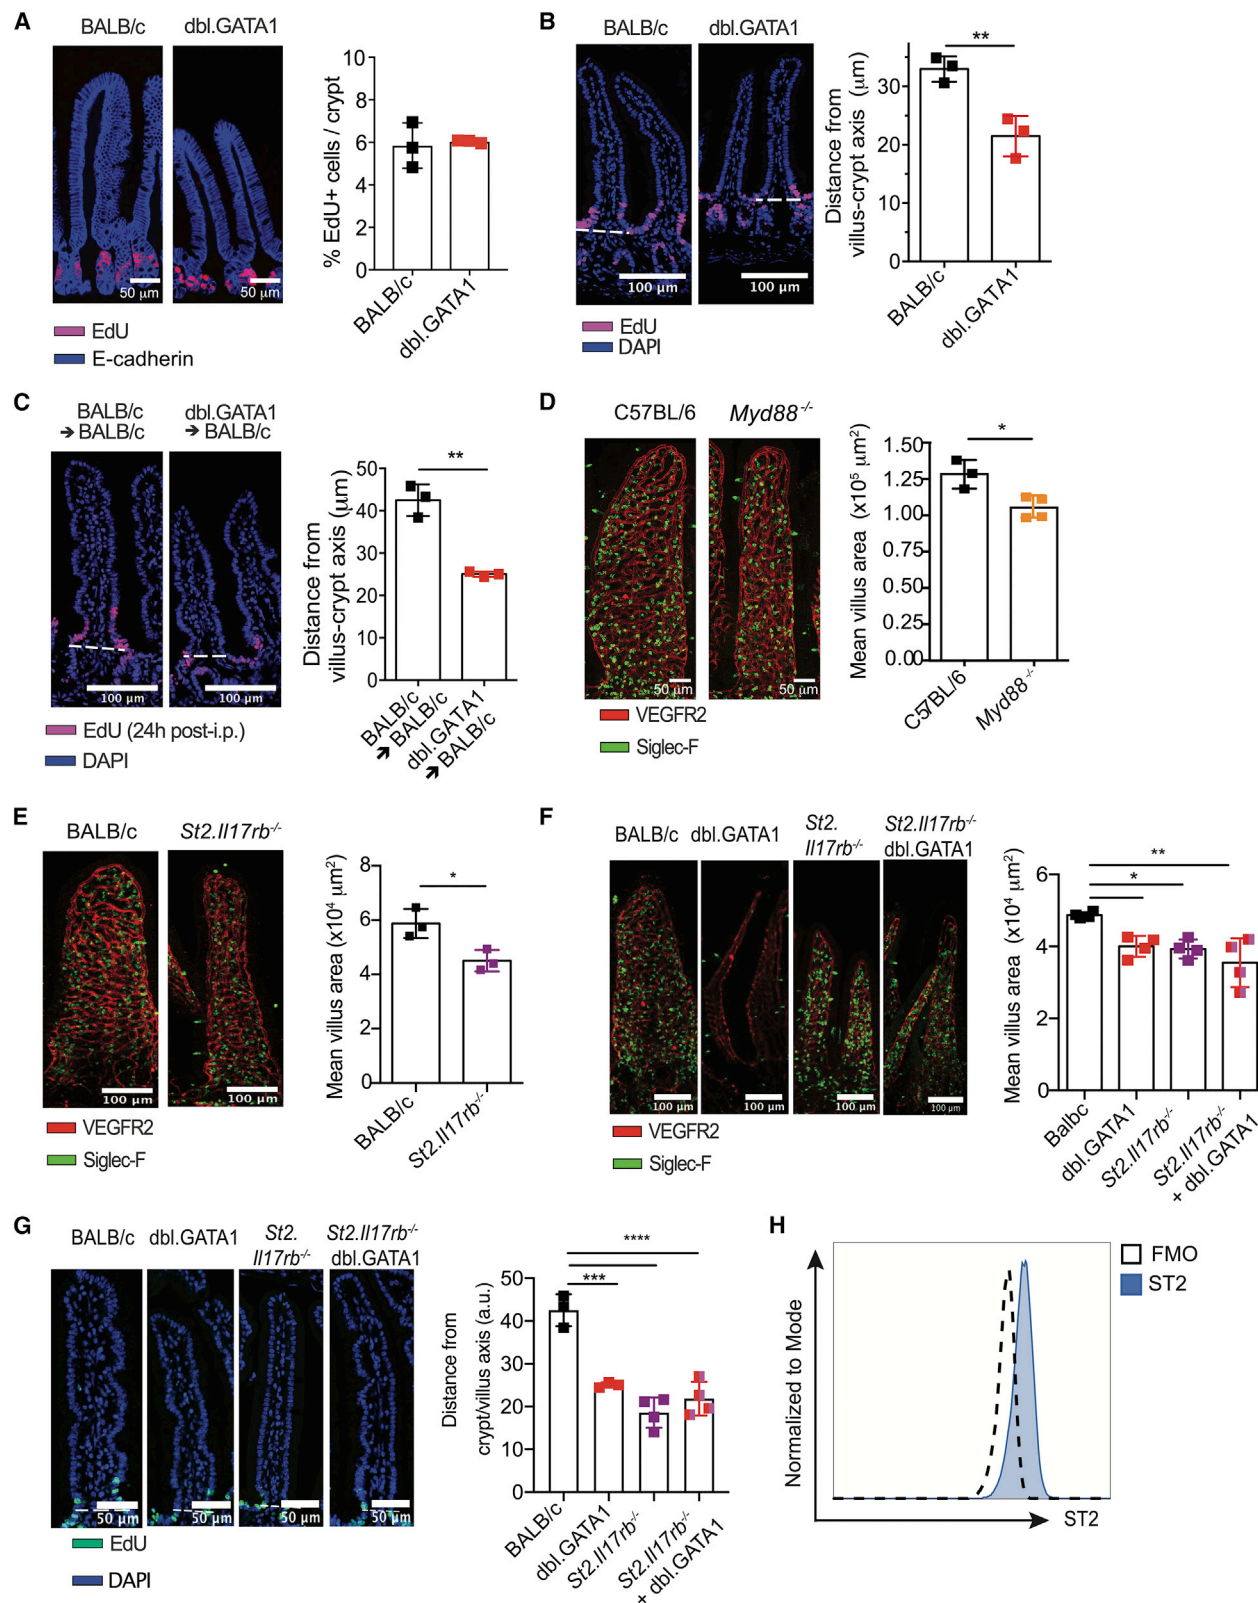 A
BALB/c
dbl.GATA1
50 µm
50 µm
EdU
E-cadherin
% EdU+ cells / crypt
10
8
6
4
2
0
BALB/c
dbl.GATA1
B
BALB/c
dbl.GATA1
100 µm
100 µm
EdU
DAPI
Distance from
villus-crypt axis (µm)
**
30
20
10
0
BALB/c
dbl.GATA1
C
BALB/c
➔ BALB/c
dbl.GATA1
➔ BALB/c
100 µm
100 µm
EdU (24h post-i.p.)
DAPI
Distance from
villus-crypt axis (µm)
**
50
40
30
20
10
0
BALB/c
➔ BALB/c
dbl.GATA1
➔ BALB/c
D
C57BL/6
Myd88-/-
50 µm
50 µm
VEGFR2
Siglec-F
Mean villus area (x10⁵ µm²)
*
1.50
1.25
1.00
0.75
0.50
0.25
0.00
C57BL/6
Myd88-/-
E
BALB/c
St2.Il17rb-/-
100 µm
100 µm
VEGFR2
Siglec-F
Mean villus area (x10⁴ µm²)
*
8
6
4
2
0
BALB/c
St2.Il17rb-/-
F
BALB/c
dbl.GATA1
St2.
Il17rb-/-
St2.Il17rb-/-
dbl.GATA1
100 µm
100 µm
100 µm
100 µm
VEGFR2
Siglec-F
Mean villus area (x10⁴ µm²)
**
*
6
4
2
0
Balbc
dbl.GATA1
St2.Il17rb-/-
St2.Il17rb-/-
+ dbl.GATA1
G
BALB/c
dbl.GATA1
St2.
Il17rb-/-
St2.Il17rb-/-
dbl.GATA1
50 µm
50 µm
50 µm
50 µm
EdU
DAPI
Distance from
crypt/villus axis (a.u.)
****
***
50
40
30
20
10
0
BALB/c
dbl.GATA1
St2.Il17rb-/-
St2.Il17rb-/-
+ dbl.GATA1
H
Normalized to Mode
ST2
FMO
ST2